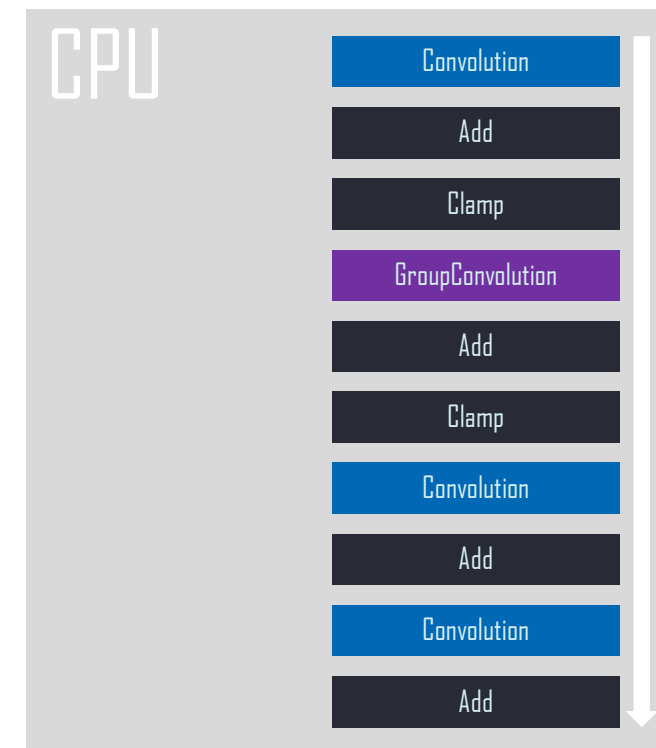 CPU
Convolution
Add
Clamp
GroupConvolution
Add
Clamp
Convolution
Add
Convolution
Add